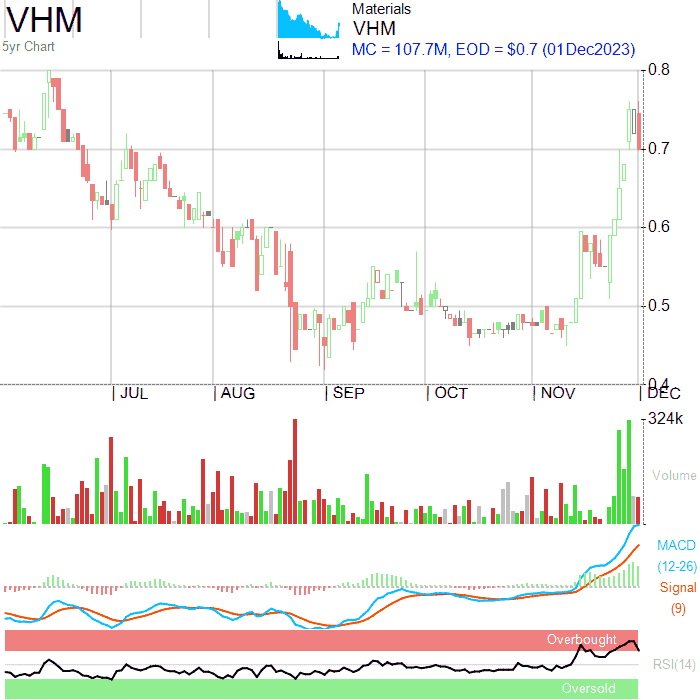 VHM
5yr Chart
Materials
VHM
MC = 107.7M, EOD = $0.7 (01Dec2023)
0.8
0.7
0.6
0.5
0.4
JUL AUG SEP OCT NOV DEC
324k
Volume
MACD
(12-26)
Signal
(9)
Overbought
RSI(14)
Oversold